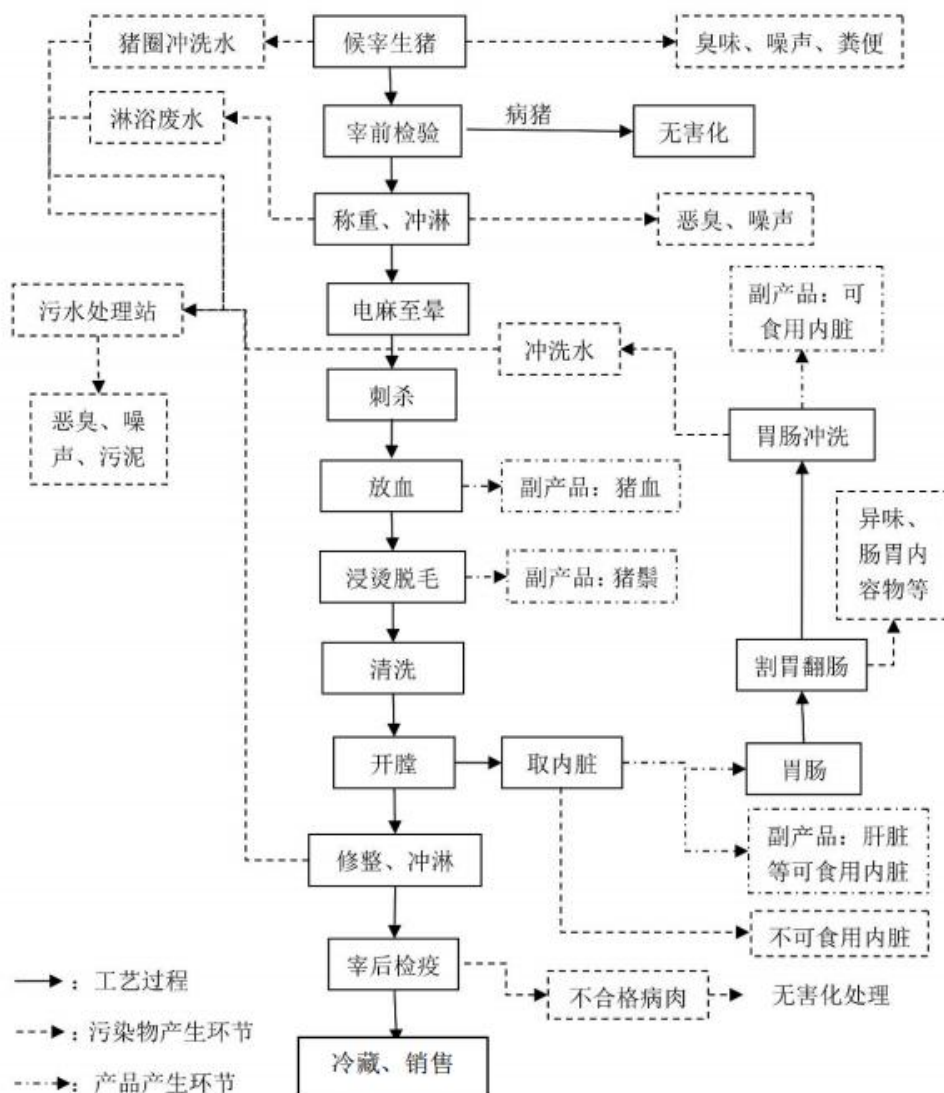 猪圈冲洗水
候宰生猪
臭味、噪声、粪便
淋浴废水
宰前检验
病猪
无害化
称重、冲淋
恶臭、噪声
污水处理站
电麻至晕
副产品：可
食用内脏
冲洗水
恶臭、噪
声、污泥
刺杀
胃肠冲洗
放血
副产品：猪血
异味、
肠胃内
容物等
浸烫脱毛
副产品：猪鬃
清洗
割胃翻肠
开膛
取内脏
胃肠
副产品：肝脏
等可食用内脏
修整、冲淋
不可食用内脏
宰后检疫
不合格病肉
无害化处理
：工艺过程
：污染物产生环节
：产品产生环节
冷藏、销售